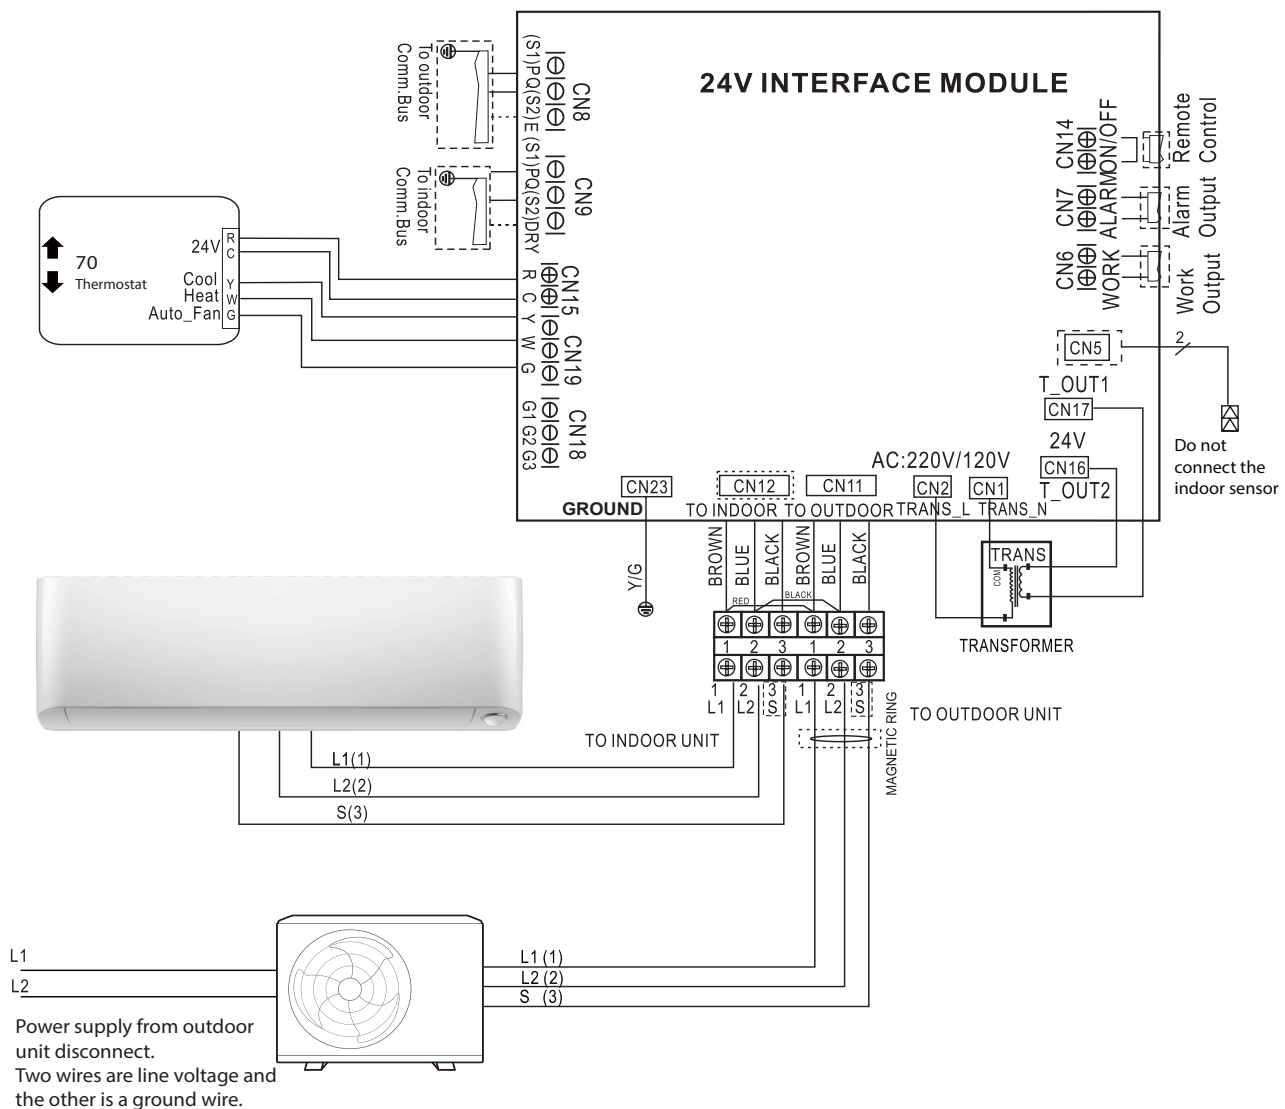 24V INTERFACE MODULE
To outdoor
Comm.Bus
(S1)PQ(S2)E
CN8
To indoor
Comm.Bus
(S1)PQ(S2)DRY
CN9
70
Thermostat
24V
Cool
Heat
Auto_Fan
R
C
Y
W
G
R
C
Y
W
G
CN15
CN19
G1 G2 G3
CN18
CN14
ON/OFF
Remote
Control
CN7
ALARM
Alarm
Output
CN6
WORK
Work
Output
CN5
2
Do not
connect the
indoor sensor
T_OUT1
CN17
24V
CN16
T_OUT2
AC:220V/120V
CN23
CN12
CN11
CN2
CN1
GROUND
TO INDOOR
TO OUTDOOR
TRANS_L
TRANS_N
Y/G
BROWN
BLUE
BLACK
BROWN
BLUE
BLACK
RED
BLACK
TRANS
COM
TRANSFORMER
1 2 3 1 2 3
1 2 3 1 2 3
L1 L2 S L1 L2 S
TO INDOOR UNIT
TO OUTDOOR UNIT
MAGNETIC RING
L1(1)
L2(2)
S(3)
L1
L2
L1 (1)
L2 (2)
S (3)
Power supply from outdoor
unit disconnect.
Two wires are line voltage and
the other is a ground wire.